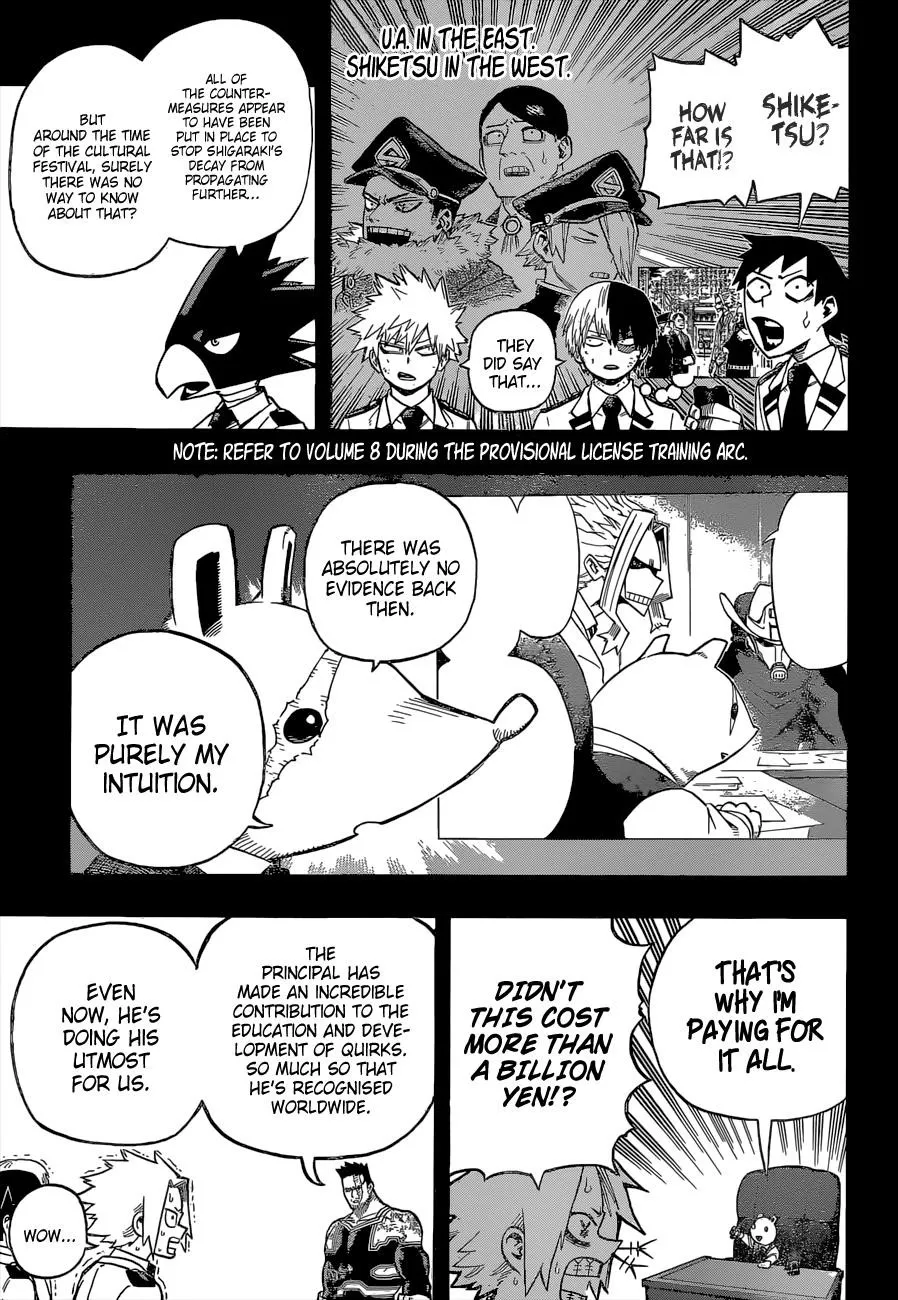 SHIKE-
TSU?
HOW
FAR IS
THAT!?
U.A. IN THE EAST.
SHIKETSU IN THE WEST.
THEY
DID SAY
THAT...
ALL OF
THE COUNTER-
MEASURES APPEAR
TO HAVE BEEN
PUT IN PLACE TO
STOP SHIGARAKI'S
DECAY FROM
PROPAGATING
FURTHER...
BUT
AROUND THE TIME
OF THE CULTURAL
FESTIVAL, SURELY
THERE WAS NO
WAY TO KNOW
ABOUT THAT?
NOTE: REFER TO VOLUME 8 DURING THE PROVISIONAL LICENSE TRAINING ARC.
THERE WAS
ABSOLUTELY NO
EVIDENCE BACK
THEN.
IT WAS
PURELY MY
INTUITION.
THAT'S
WHY I'M
PAYING FOR
IT ALL.
DIDN'T
THIS COST
MORE THAN
A BILLION
YEN!?
THE
PRINCIPAL HAS
MADE AN INCREDIBLE
CONTRIBUTION TO THE
EDUCATION AND DEVE-
LOPMENT OF QUIRKS.
SO MUCH SO THAT
HE'S RECOGNISED
WORLDWIDE.
EVEN
NOW, HE'S
DOING HIS
UTMOST
FOR US.
WOW...